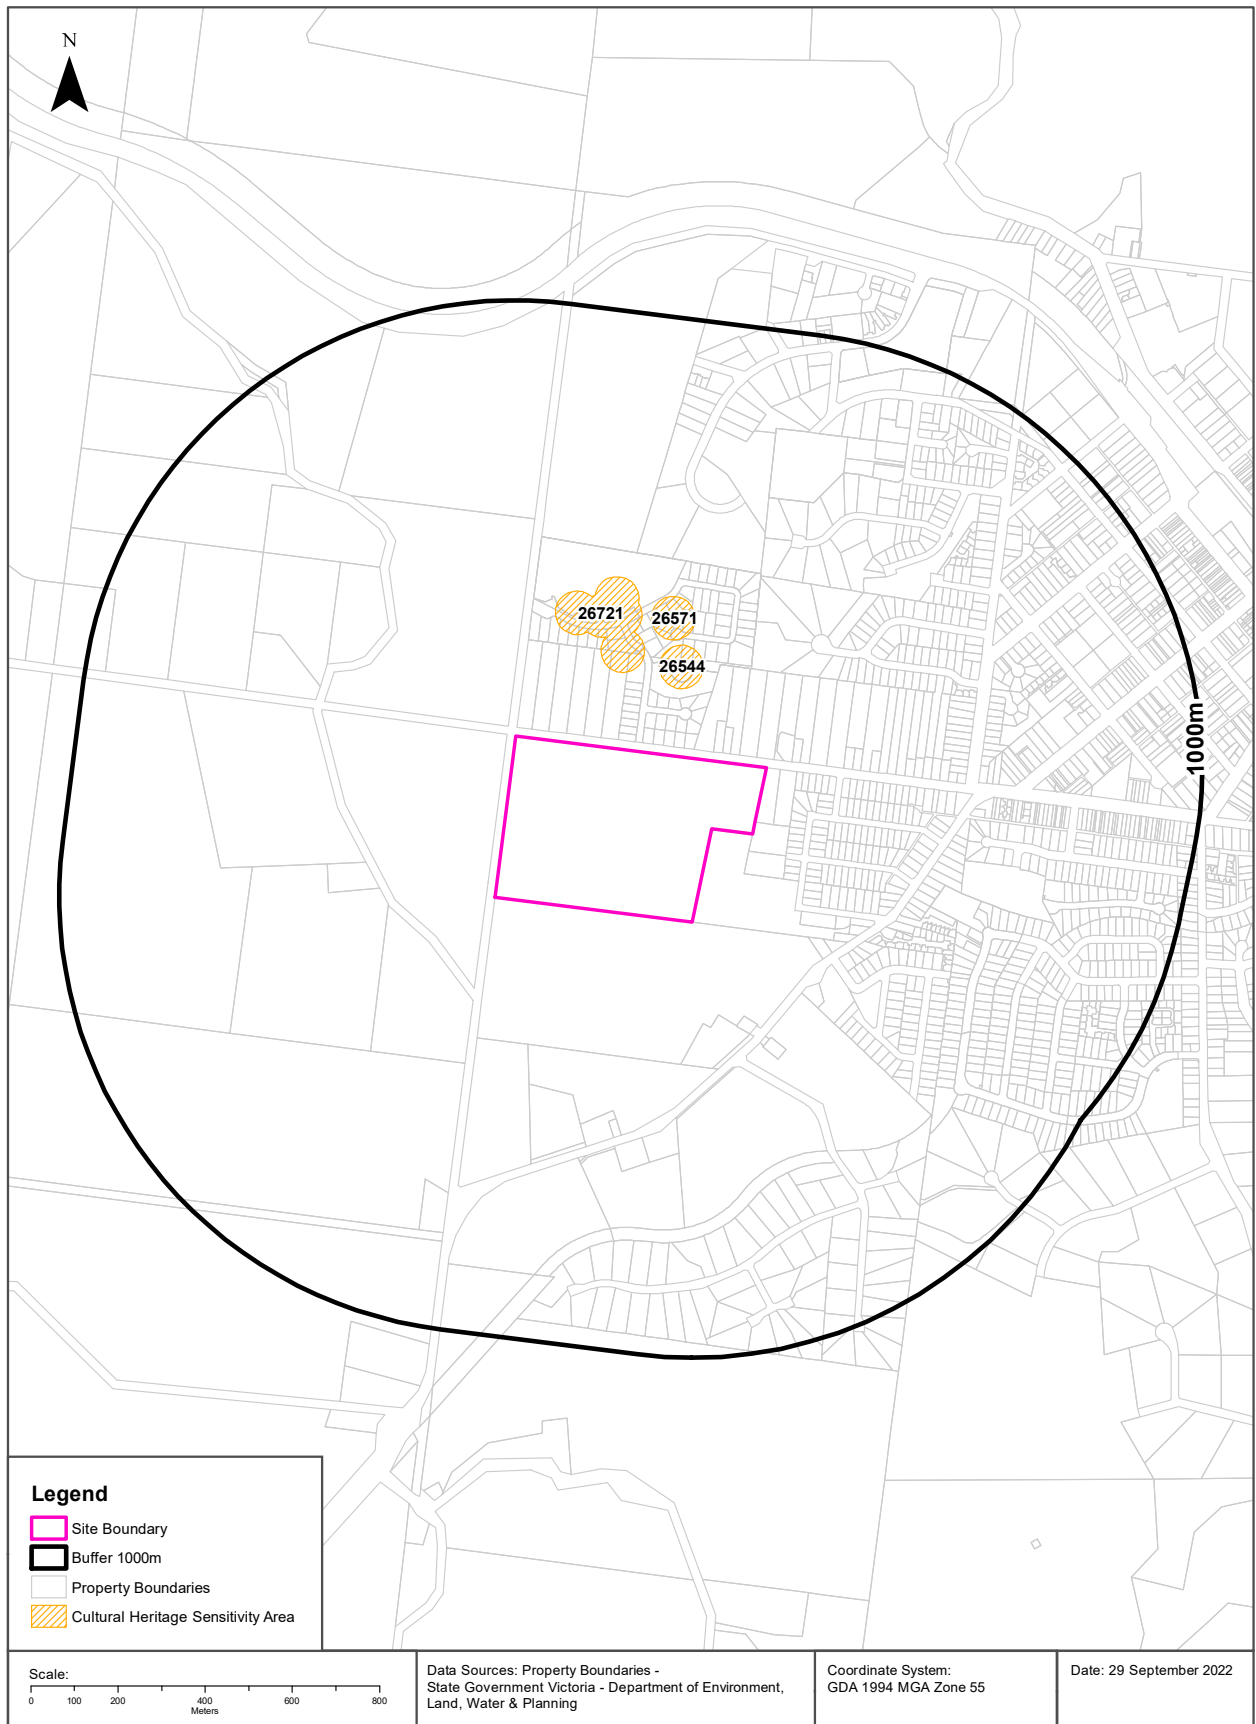 N
26721
26571
26544
1000m
Legend
Site Boundary
Buffer 1000m
Property Boundaries
Cultural Heritage Sensitivity Area
Scale:
0 100 200 400 600 800
Meters
Data Sources: Property Boundaries -
State Government Victoria - Department of Environment,
Land, Water & Planning
Coordinate System:
GDA 1994 MGA Zone 55
Date: 29 September 2022